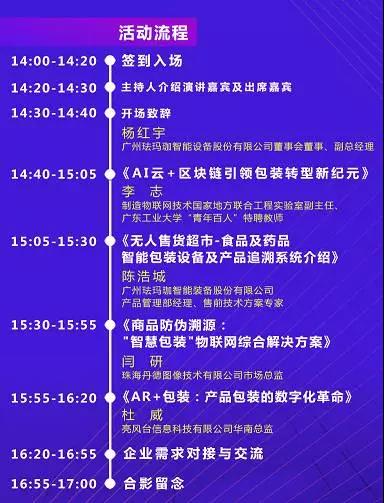 活动流程
14:00-14:20 签到入场
14:20-14:30 主持人介绍演讲嘉宾及出席嘉宾
14:30-14:40 开场致辞
杨红宇
广州珐玛珈智能设备股份有限公司董事会董事、副总经理
14:40-15:05 《AI云+区块链引领包装转型新纪元》
李 志
制造物联网技术国家地方联合工程实验室副主任、
广东工业大学“青年百人”特聘教师
15:05-15:30 《无人售货超市-食品及药品
智能包装设备及产品追溯系统介绍》
陈浩城
广州珐玛珈智能装备股份有限公司
产品管理部经理、售前技术方案专家
15:30-15:55 《商品防伪溯源：
"智慧包装"物联网综合解决方案》
闫 研
珠海丹德图像技术有限公司市场总监
15:55-16:20 《AR+包装：产品包装的数字化革命》
杜 威
亮风台信息科技有限公司华南总监
16:20-16:55 企业需求对接与交流
16:55-17:00 合影留念